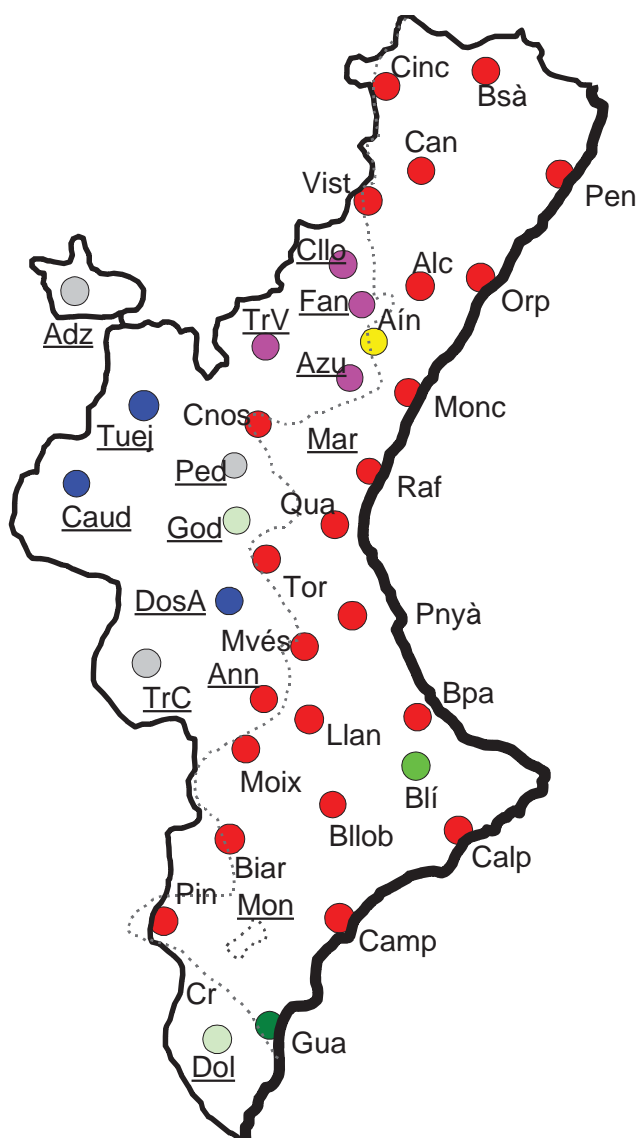 Cinc
Bsà
Can
Vist
Pen
Cllo
Alc
Fan
Orp
Adz
TrV
Aín
Azu
Monc
Cnos
Tuej
Mar
Ped
Raf
Caud
Qua
God
Tor
DosA
Pnyà
Mvés
Ann
TrC
Bpa
Llan
Moix
Blí
Bllob
Calp
Biar
Pin
Mon
Camp
Cr
Gua
Dol